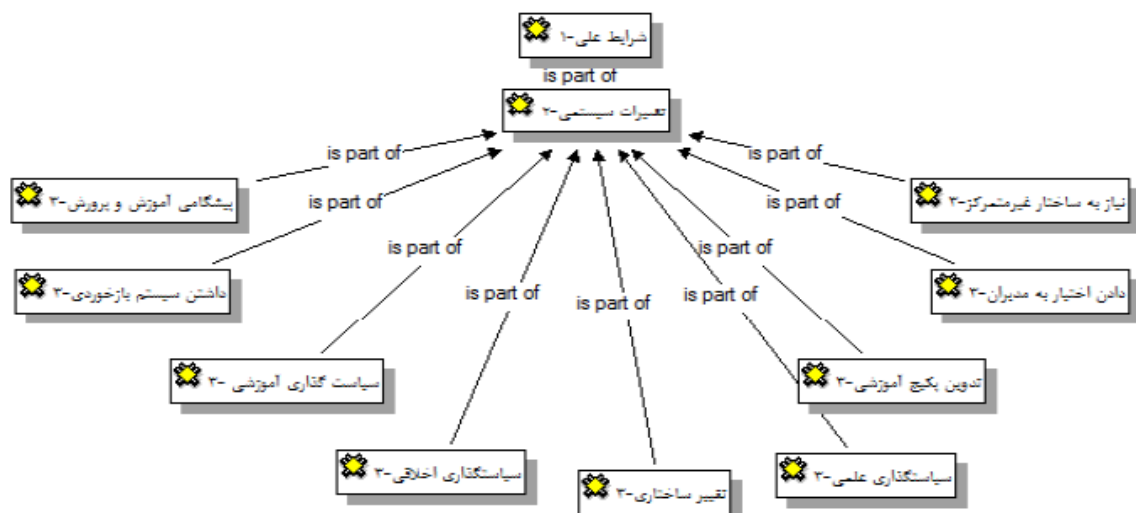 شرایط علی-۱
is part of
تغییرات سیستمی-۲
is part of
is part of
پیشگامی آموزش و پرورش-۳
نیاز به ساختار غیرمتمرکز-۳
is part of
is part of
is part of
is part of
داشتن سیستم بازخوردی-۳
دادن اختیار به مدیران-۳
is part of
is part of
is part of
سیاست گذاری آموزشی -۳
تدوین پکیج آموزشی-۳
سیاستگذاری اخلاقی-۳
سیاستگذاری علمی-۳
تغییر ساختاری-۳